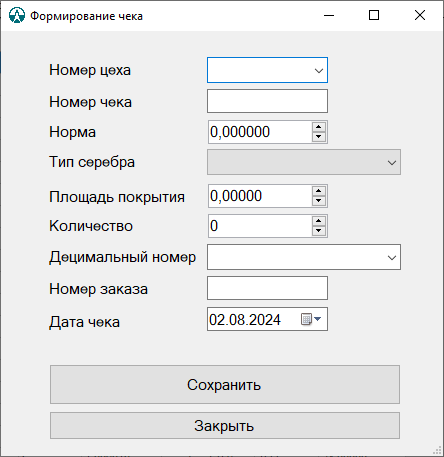 Формирование чека
Номер цеха
Номер чека
Норма 0,000000
Тип серебра
Площадь покрытия 0,00000
Количество 0
Децимальный номер
Номер заказа
Дата чека 02.08.2024
Сохранить
Закрыть